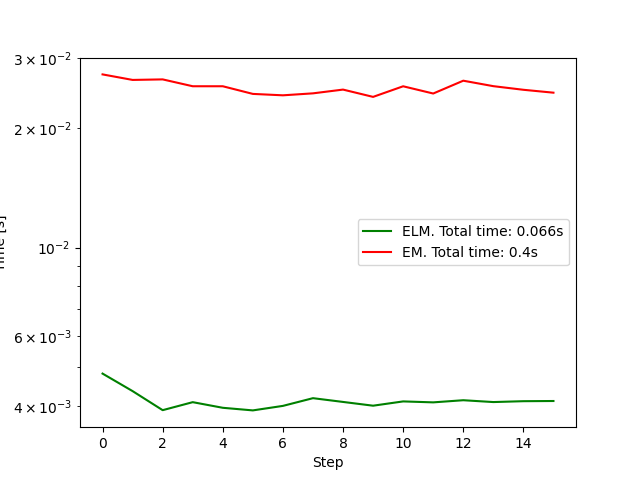 3 × 10⁻²
2 × 10⁻²
10⁻²
6 × 10⁻³
4 × 10⁻³
ELM. Total time: 0.066s
EM. Total time: 0.4s
0 2 4 6 8 10 12 14
Step